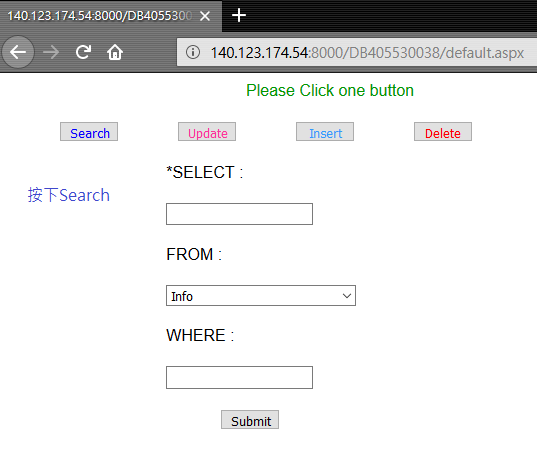 140.123.174.54:8000/DB4055300
140.123.174.54:8000/DB405530038/default.aspx
Please Click one button
Search Update Insert Delete
*SELECT :
按下Search
FROM :
Info
WHERE :
Submit